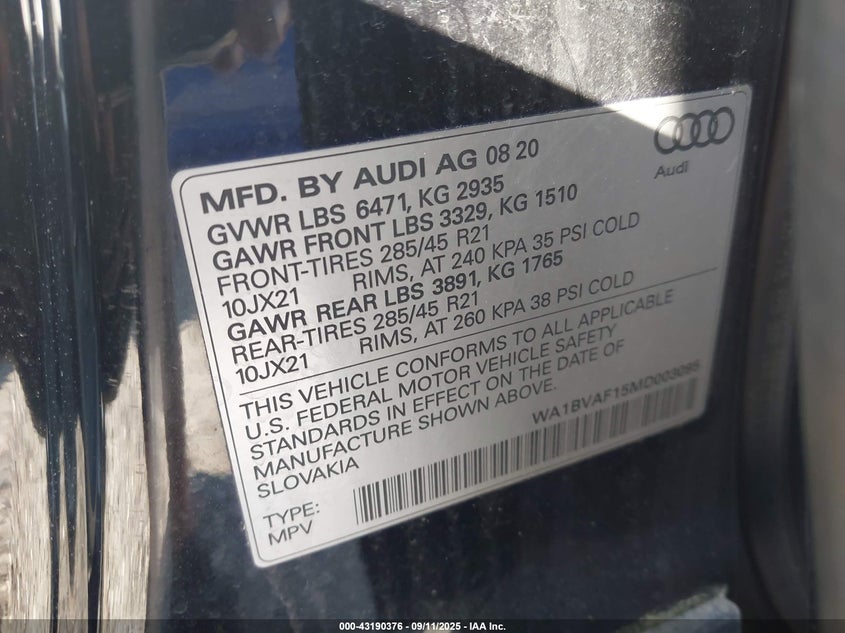 Audi
MFD. BY AUDI AG 08 20
GVWR LBS 6471, KG 2935
GAWR FRONT LBS 3329, KG 1510
FRONT-TIRES 285/45 R21
10JX21 RIMS, AT 240 KPA 35 PSI COLD
GAWR REAR LBS 3891, KG 1765
REAR-TIRES 285/45 R21
10JX21 RIMS, AT 260 KPA 38 PSI COLD
THIS VEHICLE CONFORMS TO ALL APPLICABLE
U.S. FEDERAL MOTOR VEHICLE SAFETY
STANDARDS IN EFFECT ON THE DATE OF
MANUFACTURE SHOWN ABOVE.
SLOVAKIA
WA1BVAF15MD003095
TYPE:
MPV
000-43190376 - 09/11/2025 - IAA Inc.